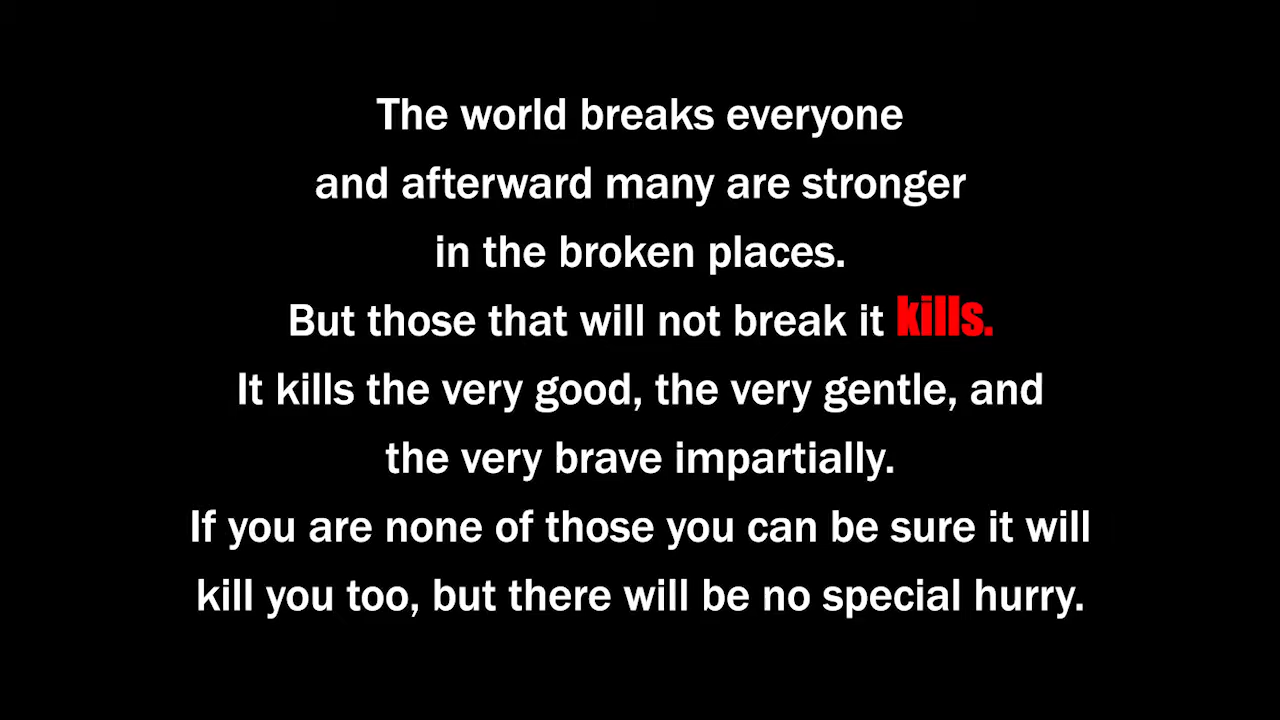 The world breaks everyone
and afterward many are stronger
in the broken places.
But those that will not break it kills.
It kills the very good, the very gentle, and
the very brave impartially.
If you are none of those you can be sure it will
kill you too, but there will be no special hurry.